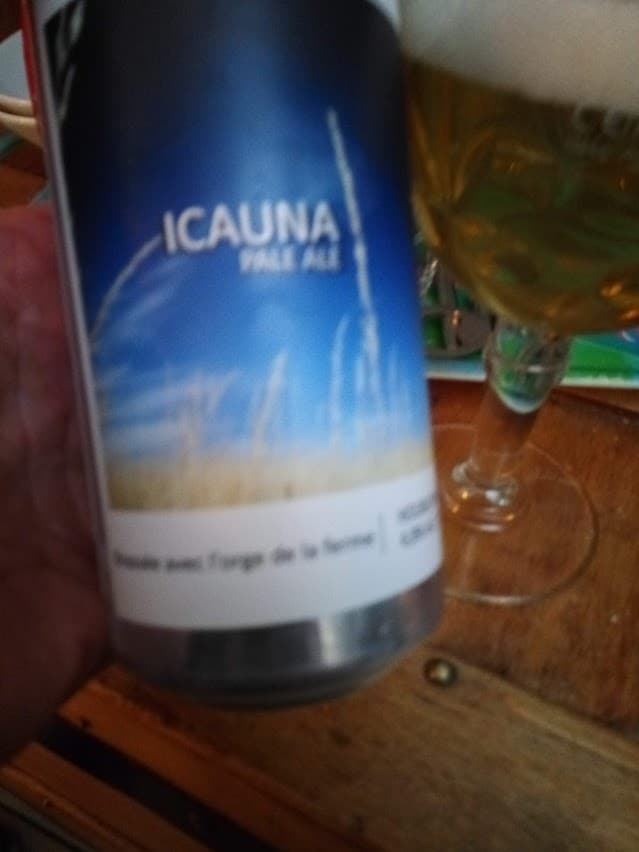 ICAUNA
PALE ALE
Brassée avec l'orge de la ferme